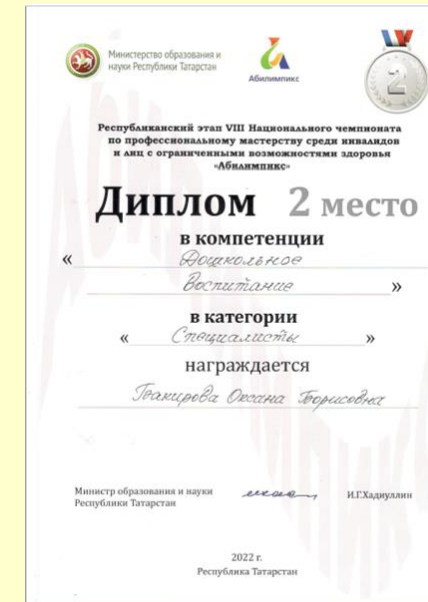 Министерство образования и
науки Республики Татарстан
Абилимпикс
2
Республиканский этап VIII Национального чемпионата
по профессиональному мастерству среди инвалидов
и лиц с ограниченными возможностями здоровья
«Абилимпикс»
Диплом 2 место
в компетенции
« Дошкольное
Воспитание »
в категории
« Специалисты »
награждается
Оксана Борисовна
Министр образования и науки
Республики Татарстан
И.Г.Хадиуллин
2022 г.
Республика Татарстан